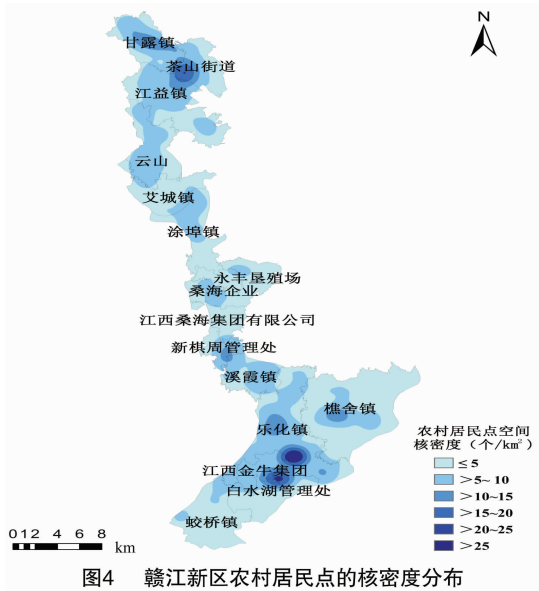 N
甘露镇
茶山街道
江益镇
云山
艾城镇
涂埠镇
永丰垦殖场
桑海企业
江西桑海集团有限公司
新棋周管理处
溪霞镇
樵舍镇
乐化镇
江西金牛集团
白水湖管理处
蛟桥镇
农村居民点空间
核密度(个/km²)
≤5
>5~10
>10~15
>15~20
>20~25
>25
0 1 2 4 6 8
km
图4 赣江新区农村居民点的核密度分布